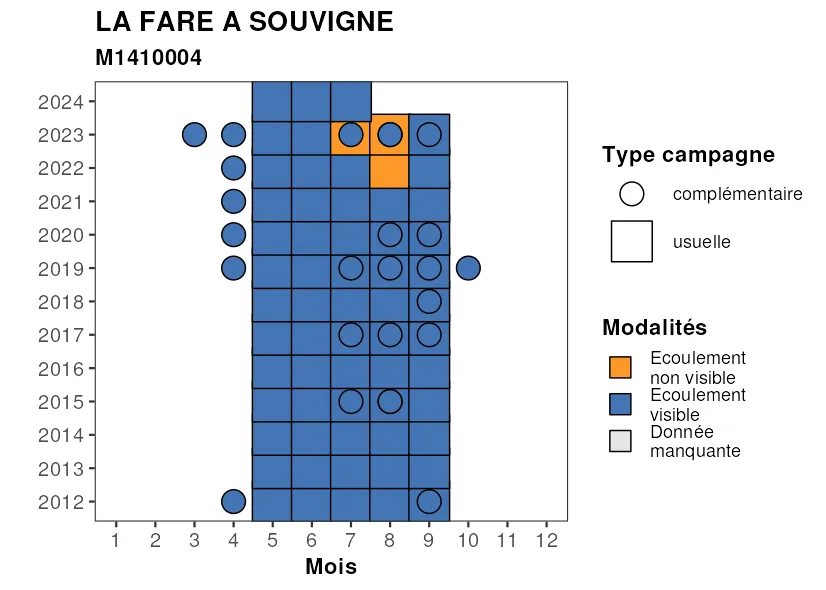 LA FARE A SOUVIGNE
M1410004
2024
2023
2022
2021
2020
2019
2018
2017
2016
2015
2014
2013
2012
1 2 3 4 5 6 7 8 9 10 11 12
Mois
Type campagne
complémentaire
usuelle
Modalités
Ecoulement
non visible
Ecoulement
visible
Donnée
manquante